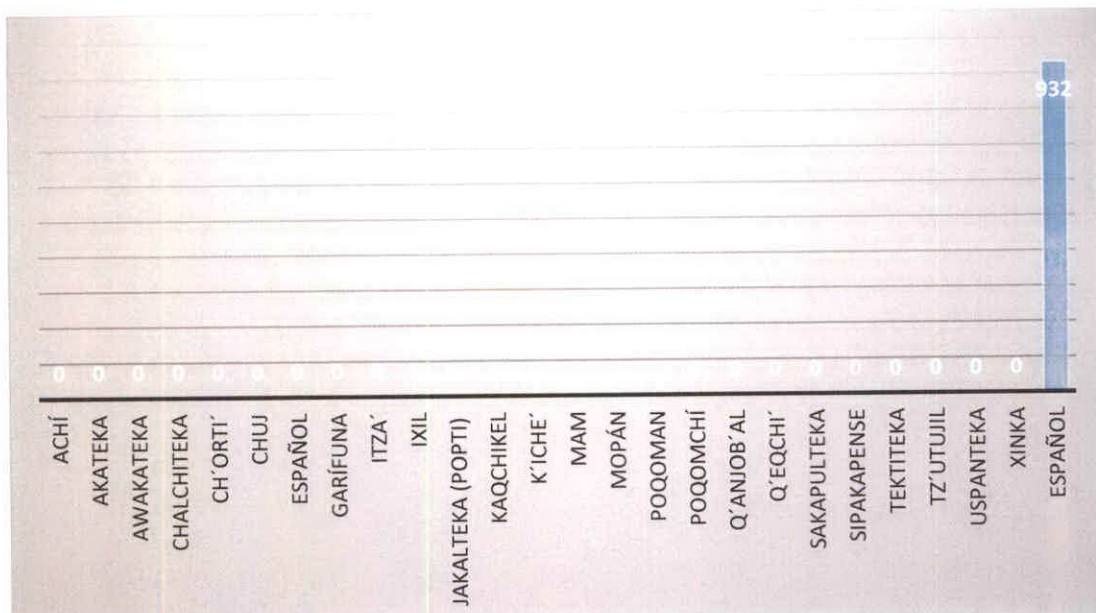 932
0 0 0 0 0 0 0 0 0 0 0 0 0 0 0 0 0 0
ACHÍ
AKATEKA
AWAKATEKA
CHALCHITEKA
CH´ORTI´
CHUJ
ESPAÑOL
GARÍFUNA
ITZA´
IXIL
JAKALTEKA (POPTI)
KAQCHIKEL
K´ICHE´
MAM
MOPÁN
POQOMAN
POQOMCHÍ
Q´ANJOB´AL
Q´EQCHI´
SAKAPULTEKA
SIPAKAPENSE
TEKTITEKA
TZ´UTUJIL
USPANTEKA
XINKA
ESPAÑOL